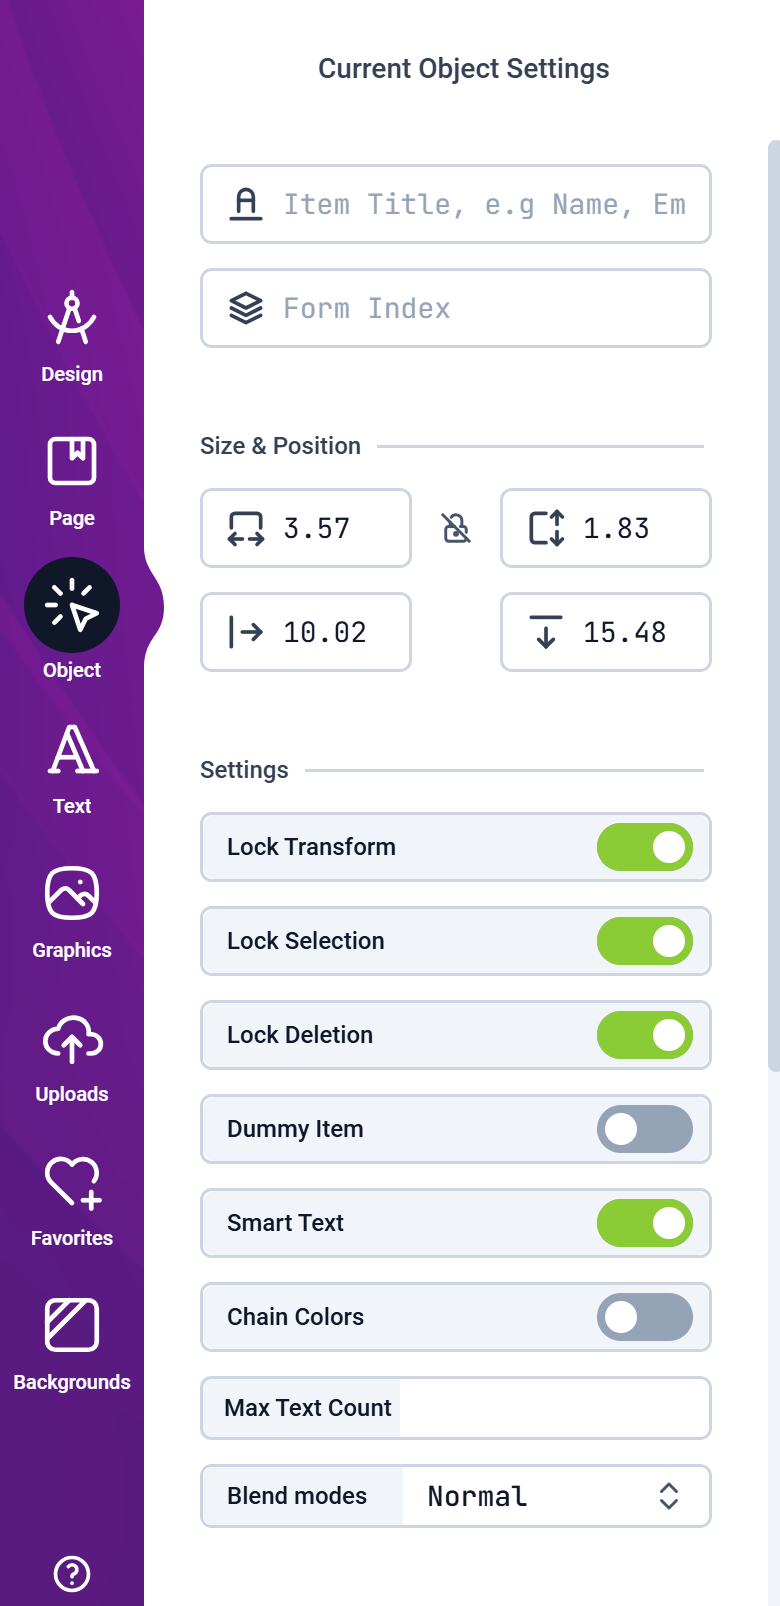 Current Object Settings
Item Title, e.g Name, Em
Form Index
Size & Position
3.57
1.83
10.02
15.48
Settings
Lock Transform
Lock Selection
Lock Deletion
Dummy Item
Smart Text
Chain Colors
Max Text Count
Blend modes Normal
Design
Page
Object
Text
Graphics
Uploads
Favorites
Backgrounds